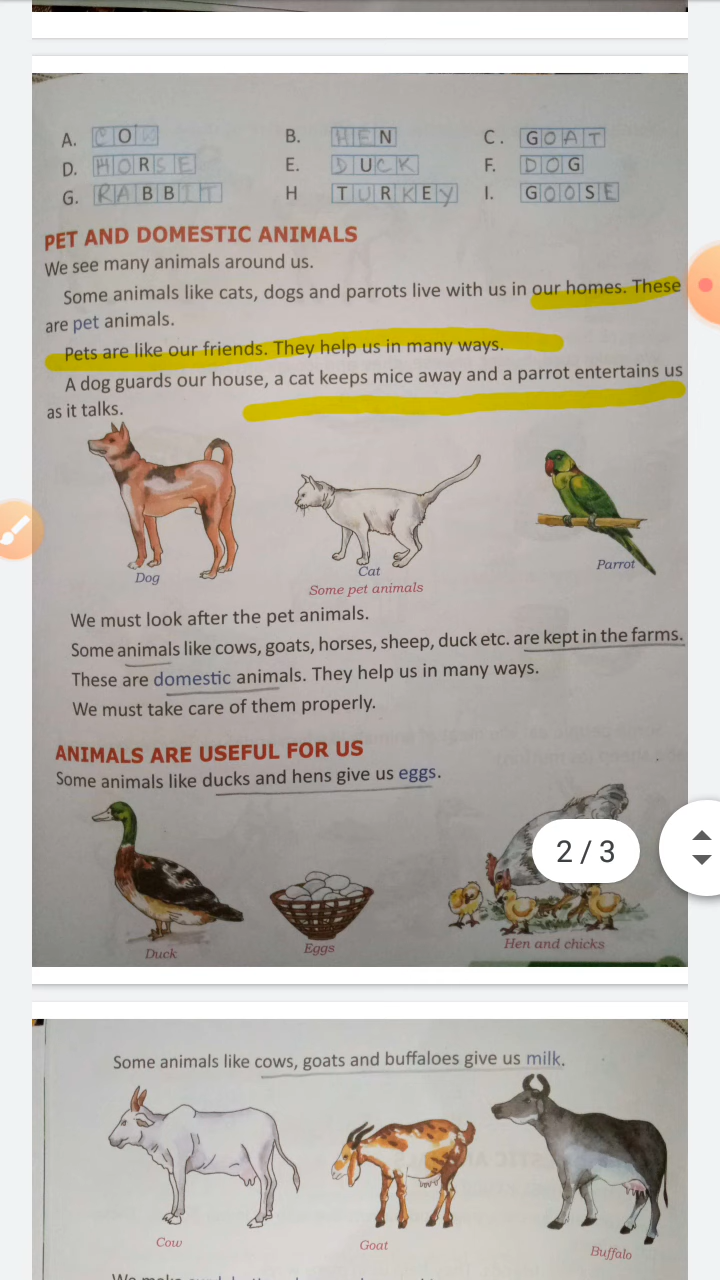 A. COW B. HEN C. GOAT
D. HORSE E. DUCK F. DOG
G. RABBIT H TURKEY I. GOOSE
PET AND DOMESTIC ANIMALS
We see many animals around us.
Some animals like cats, dogs and parrots live with us in our homes. These
are pet animals.
Pets are like our friends. They help us in many ways.
A dog guards our house, a cat keeps mice away and a parrot entertains us
as it talks.
Dog Cat Parrot
Some pet animals
We must look after the pet animals.
Some animals like cows, goats, horses, sheep, duck etc. are kept in the farms.
These are domestic animals. They help us in many ways.
We must take care of them properly.
ANIMALS ARE USEFUL FOR US
Some animals like ducks and hens give us eggs.
2 / 3
Duck Eggs Hen and chicks
Some animals like cows, goats and buffaloes give us milk.
Cow Goat Buffalo